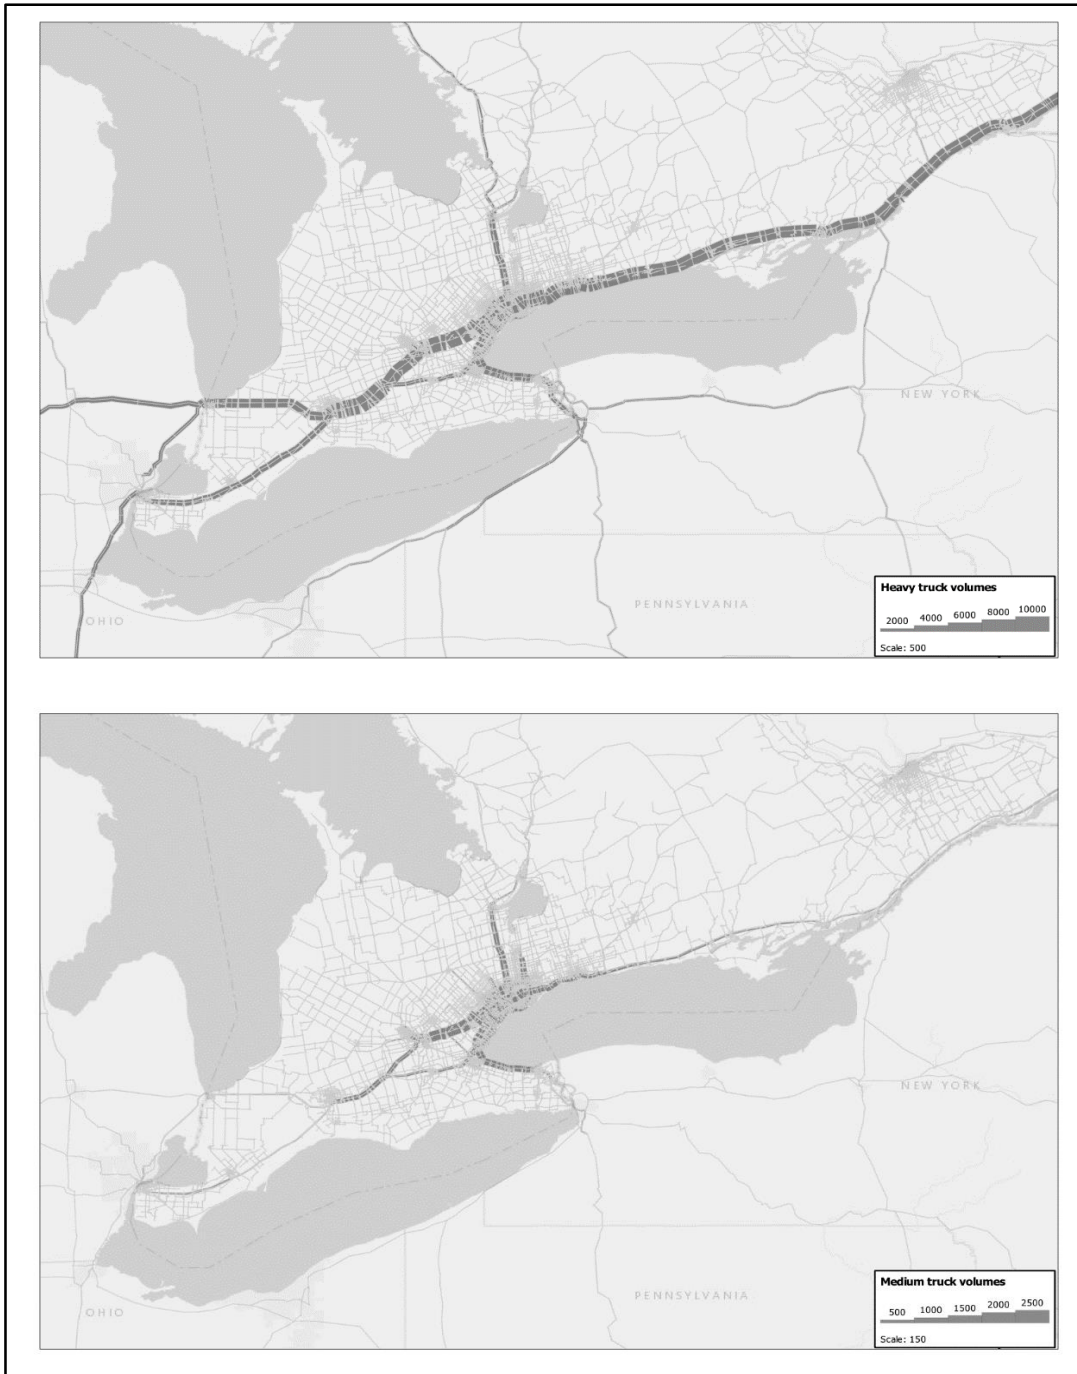 NEW YORK
PENNSYLVANIA
OHIO
Heavy truck volumes
2000 4000 6000 8000 10000
Scale: 500
NEW YORK
PENNSYLVANIA
OHIO
Medium truck volumes
500 1000 1500 2000 2500
Scale: 150